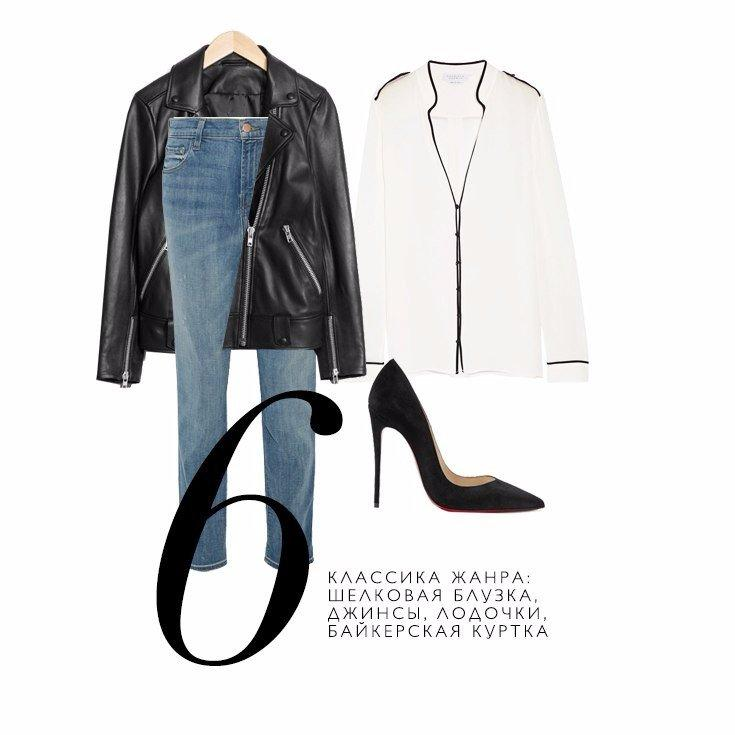 6
КЛАССИКА ЖАНРА:
ШЕЛКОВАЯ БЛУЗКА,
ДЖИНСЫ, ЛОДОЧКИ,
БАЙКЕРСКАЯ КУРТКА